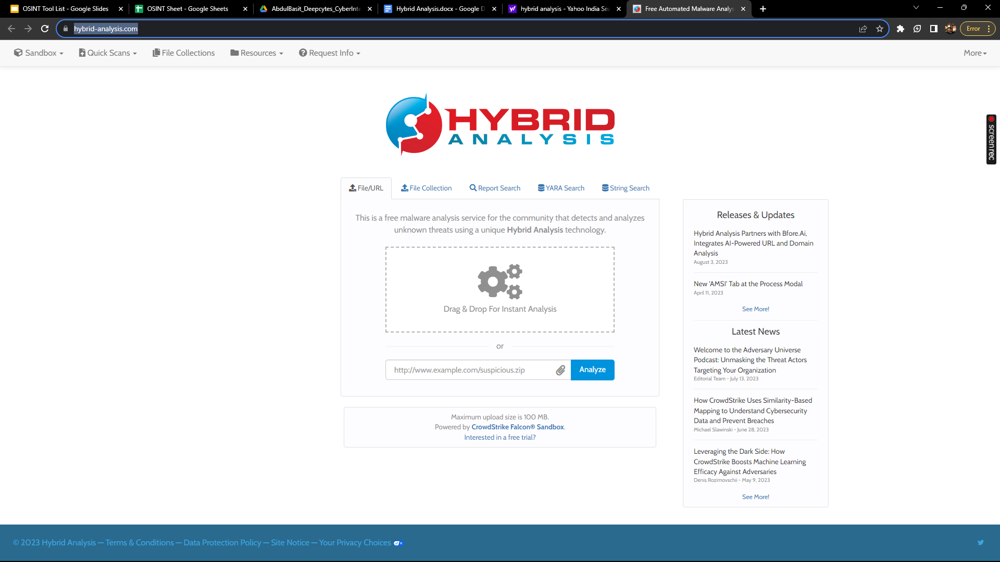 OSINT Tool List - Google Slides
OSINT Sheet - Google Sheets
AbdulBasit_Deepcytes_CyberInte
Hybrid Analysis.docx - Google D
hybrid analysis - Yahoo India Sea
Free Automated Malware Analys
hybrid-analysis.com
Error
Sandbox
Quick Scans
File Collections
Resources
Request Info
More
HYBRID
ANALYSIS
screenrec
File/URL
File Collection
Report Search
YARA Search
String Search
This is a free malware analysis service for the community that detects and analyzes
unknown threats using a unique Hybrid Analysis technology.
Drag & Drop For Instant Analysis
or
http://www.example.com/suspicious.zip
Analyze
Maximum upload size is 100 MB.
Powered by CrowdStrike Falcon® Sandbox.
Interested in a free trial?
Releases & Updates
Hybrid Analysis Partners with Bfore.Ai,
Integrates AI-Powered URL and Domain
Analysis
August 3, 2023
New 'AMSI' Tab at the Process Modal
April 11, 2023
See More!
Latest News
Welcome to the Adversary Universe
Podcast: Unmasking the Threat Actors
Targeting Your Organization
Editorial Team - July 13, 2023
How CrowdStrike Uses Similarity-Based
Mapping to Understand Cybersecurity
Data and Prevent Breaches
Michael Slawinski - June 28, 2023
Leveraging the Dark Side: How
CrowdStrike Boosts Machine Learning
Efficacy Against Adversaries
Denis Rozimovschii - May 9, 2023
See More!
© 2023 Hybrid Analysis — Terms & Conditions — Data Protection Policy — Site Notice — Your Privacy Choices